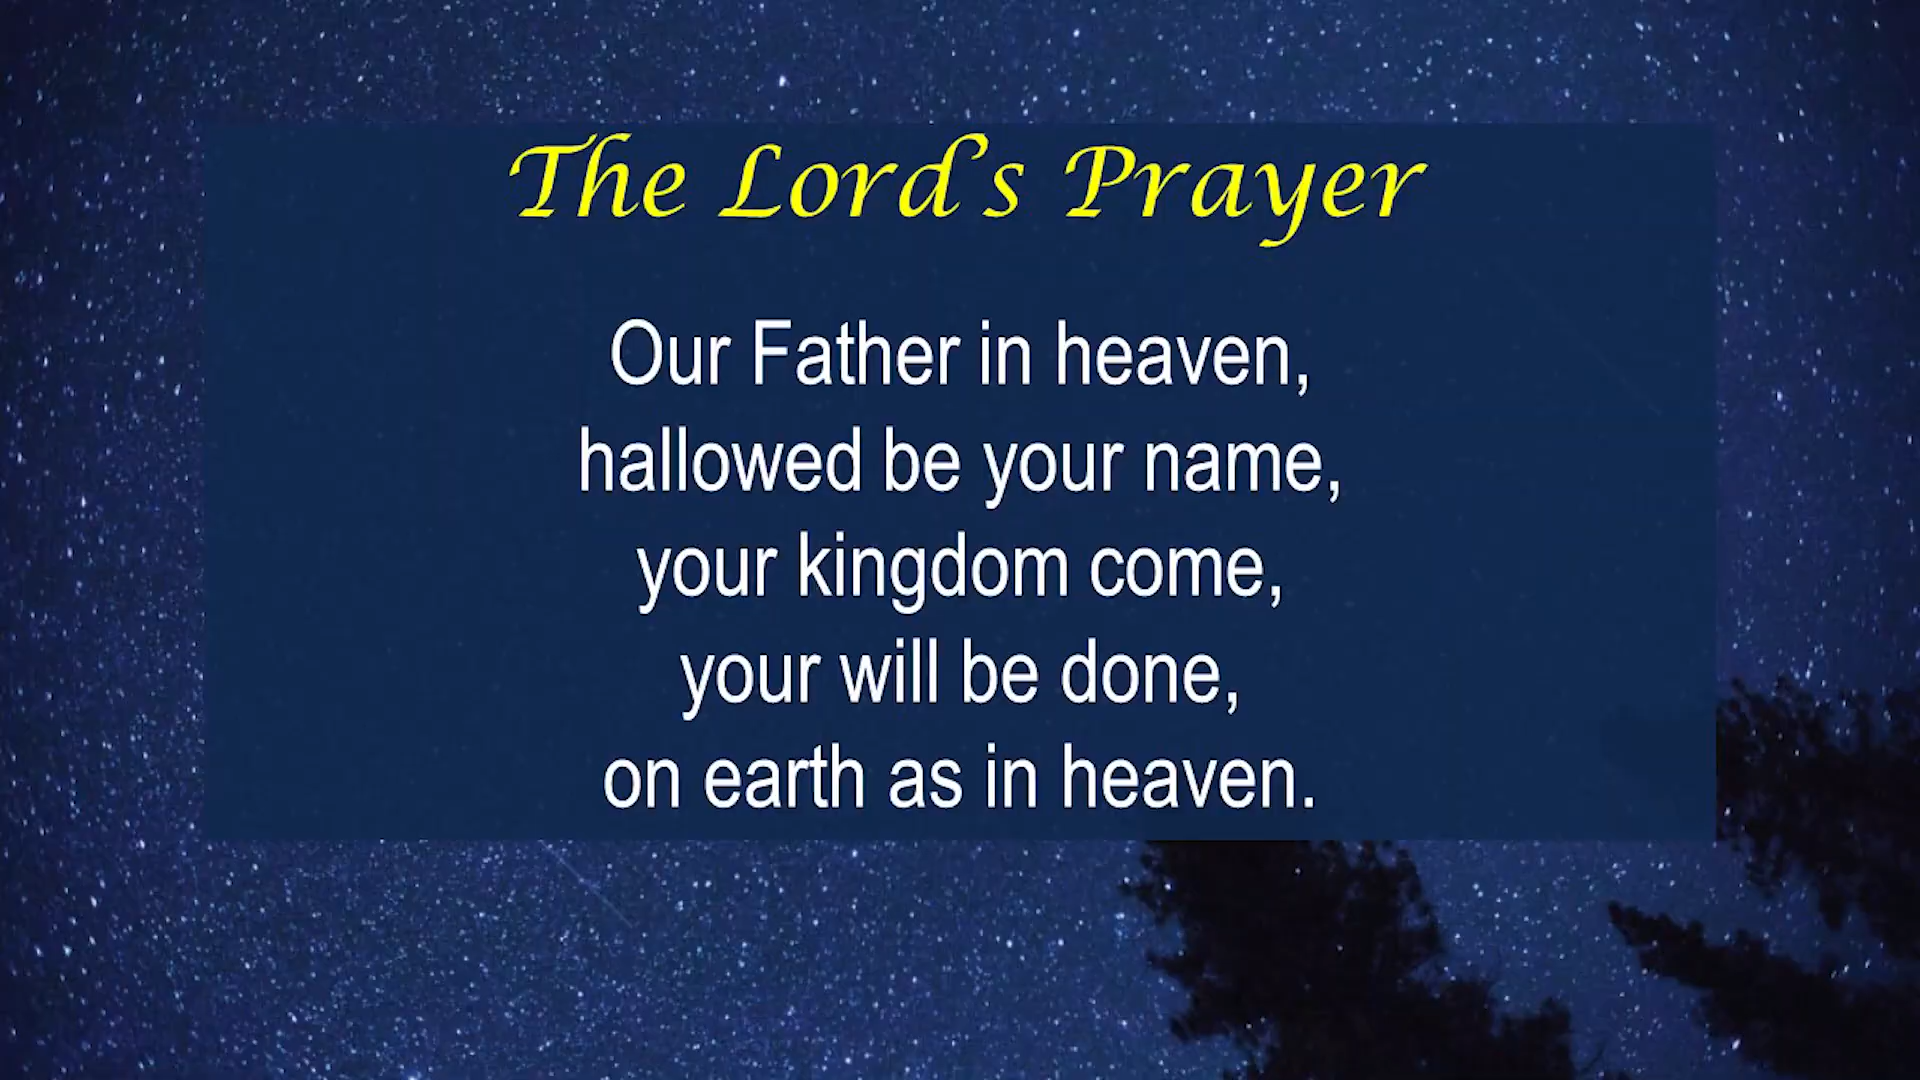 The Lord's Prayer
Our Father in heaven,
hallowed be your name,
your kingdom come,
your will be done,
on earth as in heaven.